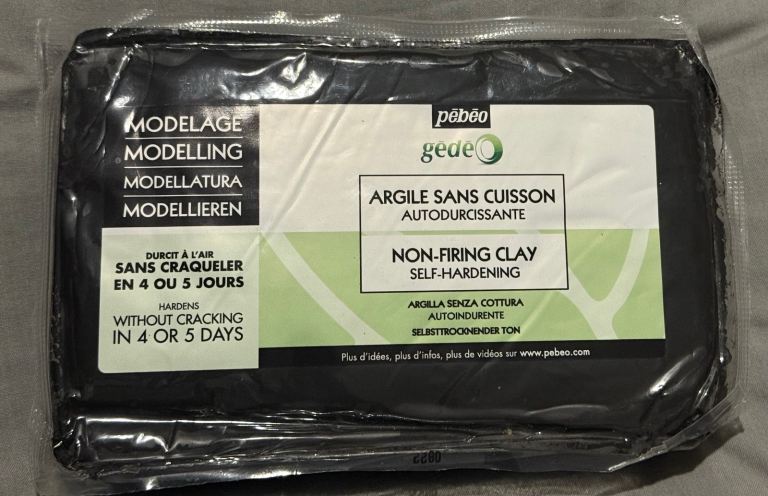 MODELAGE
MODELLING
MODELLATURA
MODELLIEREN
DURCIT À L'AIR
SANS CRAQUELER
EN 4 OU 5 JOURS
HARDENS
WITHOUT CRACKING
IN 4 OR 5 DAYS
pēbēo
gēdēo
ARGILE SANS CUISSON
AUTODURCISSANTE
NON-FIRING CLAY
SELF-HARDENING
ARGILLA SENZA COTTURA
AUTOINDURENTE
SELBSTTROCKNENDER TON
Plus d'idées, plus d'infos, plus de vidéos sur www.pebeo.com